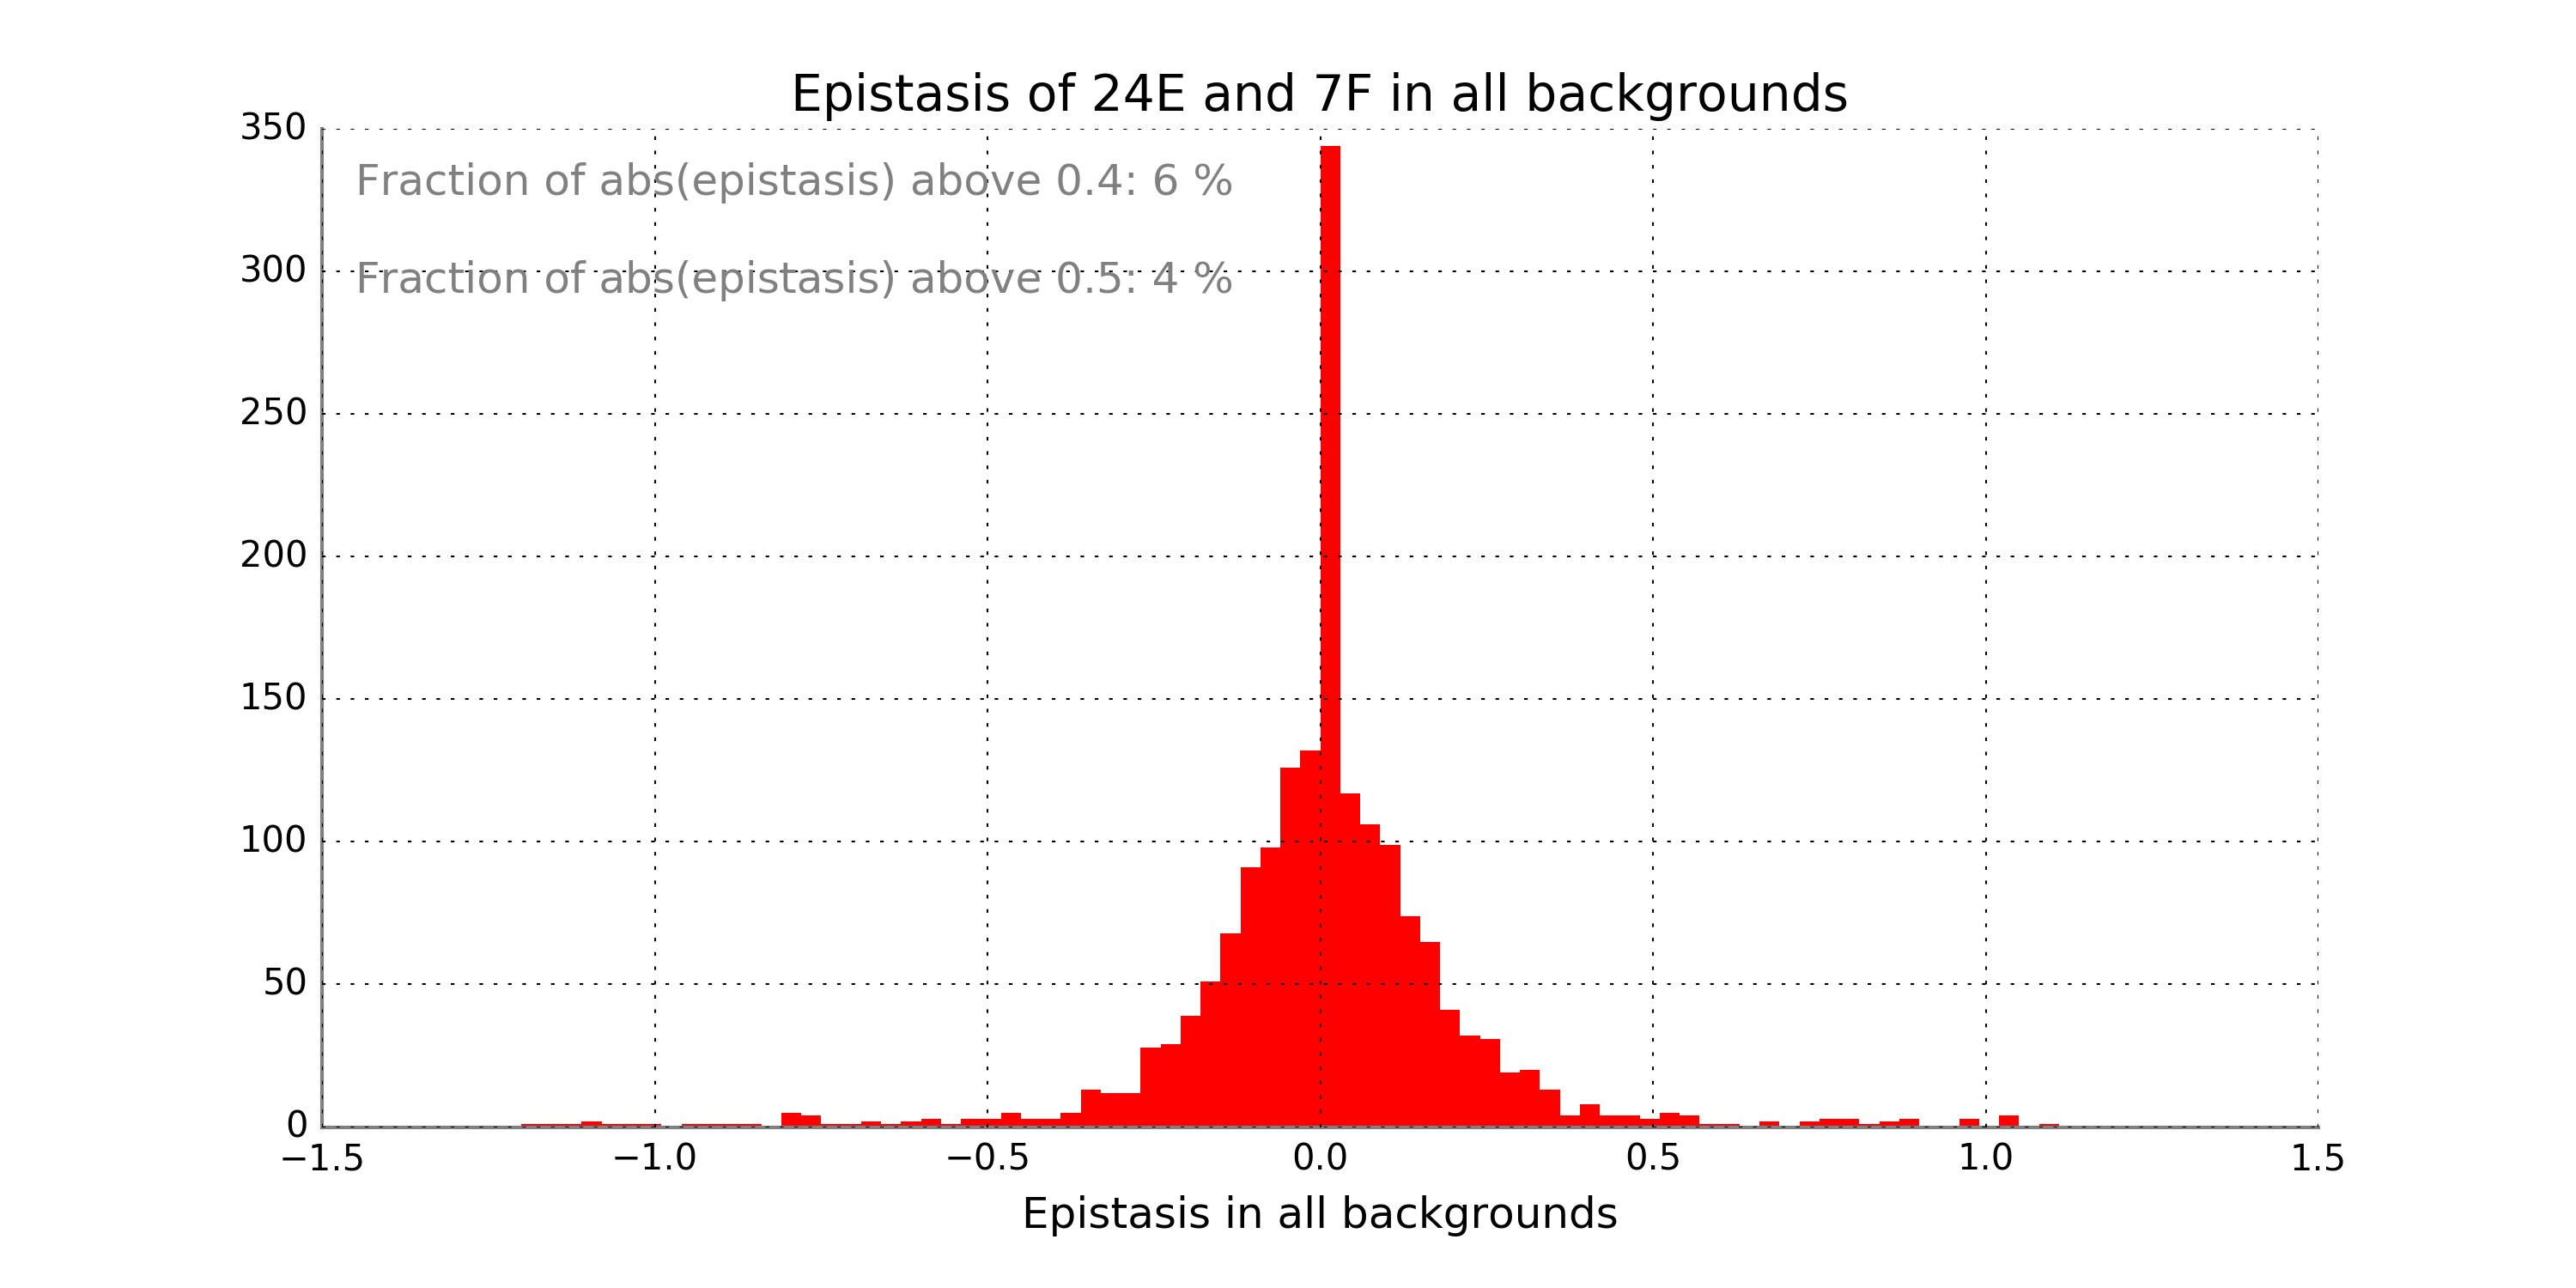 Epistasis of 24E and 7F in all backgrounds
350
Fraction of abs(epistasis) above 0.4: 6 %
300
Fraction of abs(epistasis) above 0.5: 4 %
250
200
150
100
50
0
−1.5 −1.0 −0.5 0.0 0.5 1.0 1.5
Epistasis in all backgrounds